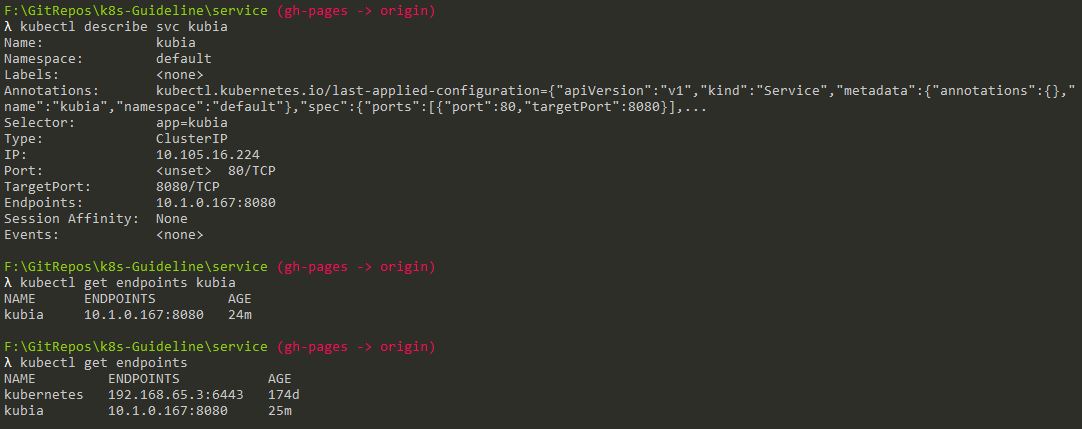 F:\GitRepos\k8s-Guideline\service (gh-pages -> origin)
λ kubectl describe svc kubia
Name:              kubia
Namespace:         default
Labels:            <none>
Annotations:       kubectl.kubernetes.io/last-applied-configuration={"apiVersion":"v1","kind":"Service","metadata":{"annotations":{},"
name":"kubia","namespace":"default"},"spec":{"ports":[{"port":80,"targetPort":8080}],...
Selector:          app=kubia
Type:              ClusterIP
IP:                10.105.16.224
Port:              <unset>  80/TCP
TargetPort:        8080/TCP
Endpoints:         10.1.0.167:8080
Session Affinity:  None
Events:            <none>
F:\GitRepos\k8s-Guideline\service (gh-pages -> origin)
λ kubectl get endpoints kubia
NAME      ENDPOINTS         AGE
kubia     10.1.0.167:8080   24m
F:\GitRepos\k8s-Guideline\service (gh-pages -> origin)
λ kubectl get endpoints
NAME         ENDPOINTS           AGE
kubernetes   192.168.65.3:6443   174d
kubia        10.1.0.167:8080     25m